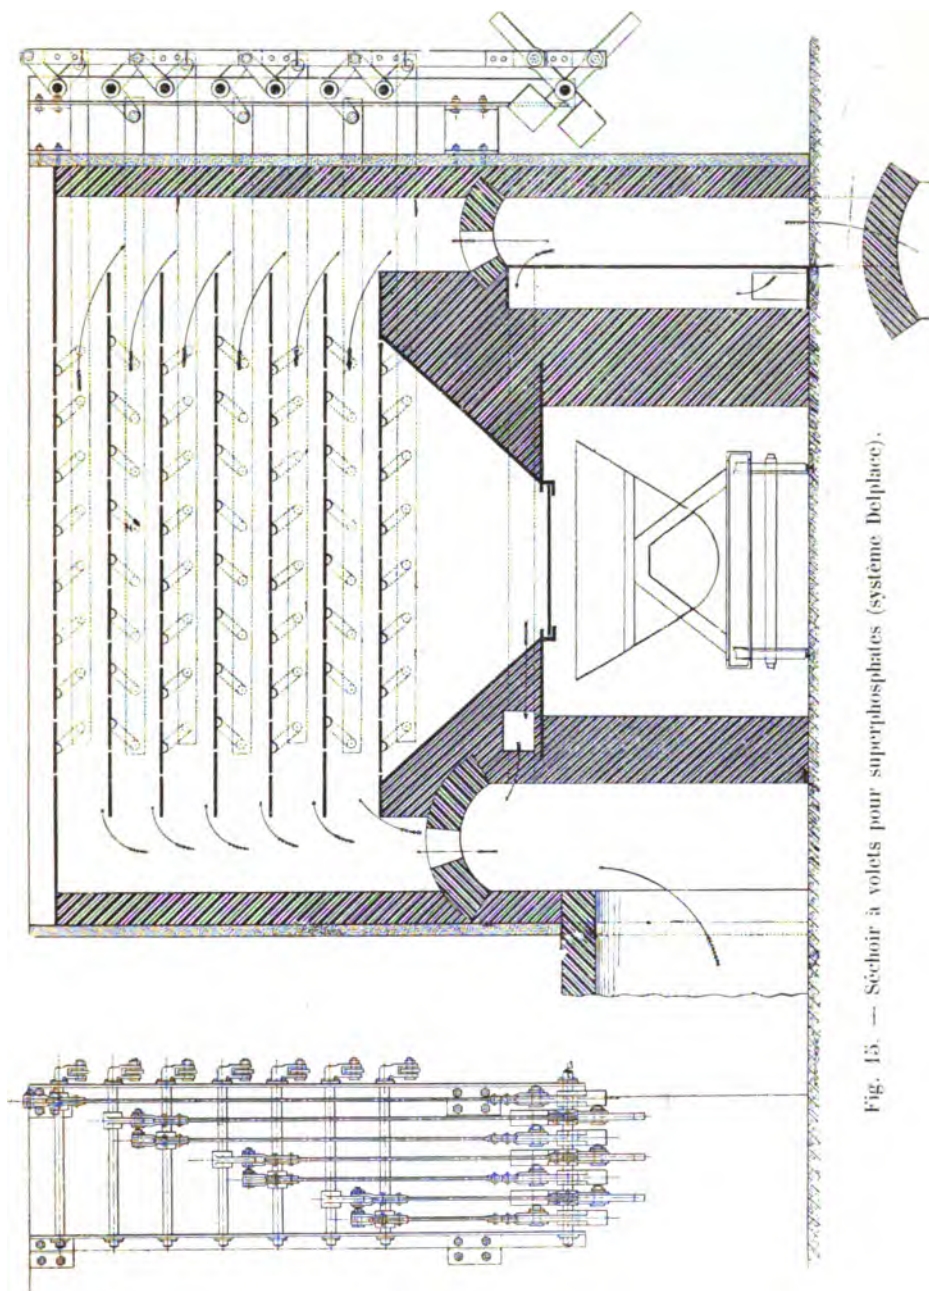 Fig. 15. — Séchoir à volets pour superphosphates (système Delplace).